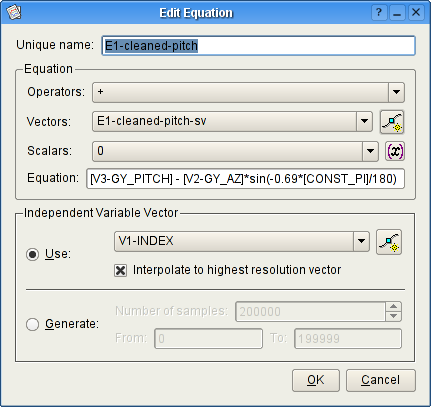 Edit Equation
Unique name: E1-cleaned-pitch
Equation
Operators: +
Vectors: E1-cleaned-pitch-sv
Scalars: 0
(x)
Equation: [V3-GY_PITCH] - [V2-GY_AZ]*sin(-0.69*[CONST_PI]/180)
Independent Variable Vector
Use: V1-INDEX
Interpolate to highest resolution vector
Generate: Number of samples: 200000
From: 0 To: 199999
OK Cancel